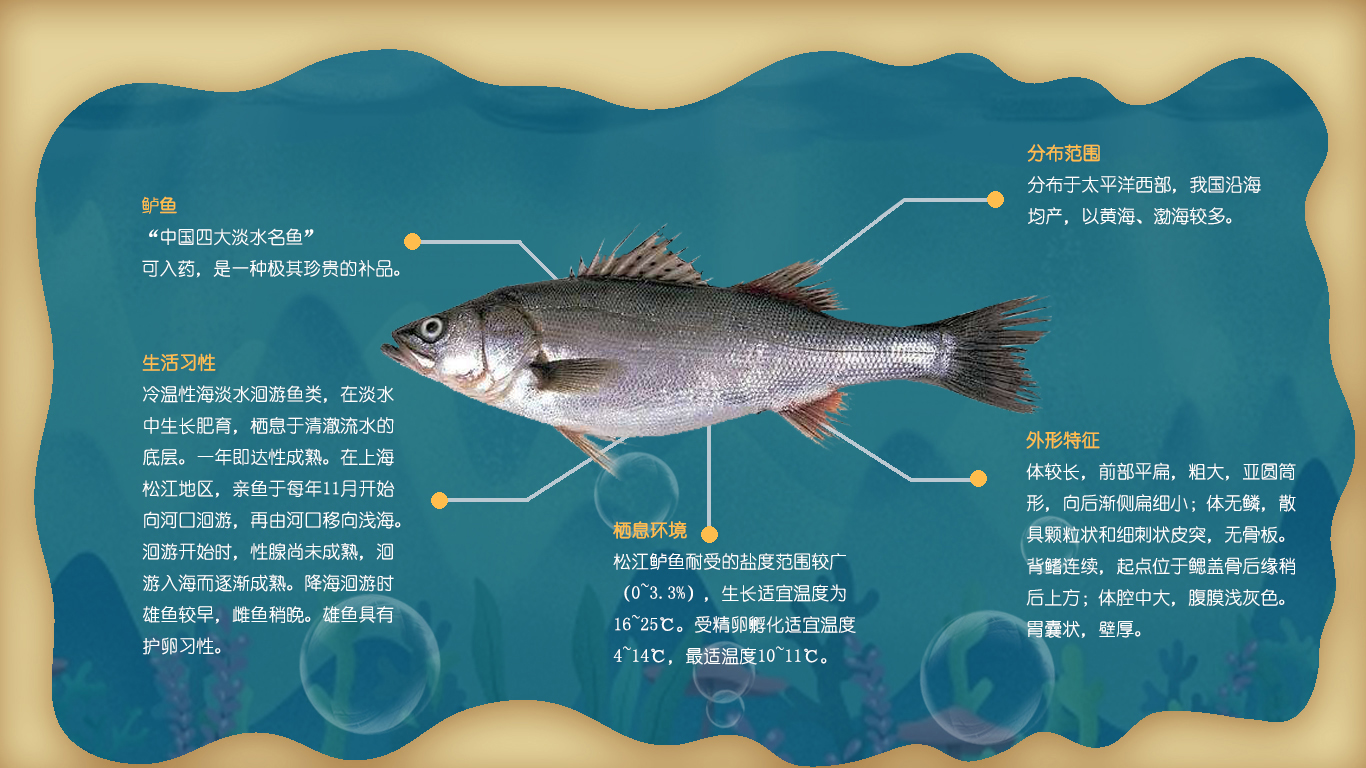 鲈鱼
“中国四大淡水名鱼”
可入药，是一种极其珍贵的补品。
生活习性
冷温性海淡水洄游鱼类，在淡水
中生长肥育，栖息于清澈流水的
底层。一年即达性成熟。在上海
松江地区，亲鱼于每年11月开始
向河口洄游，再由河口移向浅海。
洄游开始时，性腺尚未成熟，洄
游入海而逐渐成熟。降海洄游时
雄鱼较早，雌鱼稍晚。雄鱼具有
护卵习性。
栖息环境
松江鲈鱼耐受的盐度范围较广
（0~3.3%），生长适宜温度为
16~25℃。受精卵孵化适宜温度
4~14℃，最适温度10~11℃。
分布范围
分布于太平洋西部，我国沿海
均产，以黄海、渤海较多。
外形特征
体较长，前部平扁，粗大，亚圆筒
形，向后渐侧扁细小；体无鳞，散
具颗粒状和细刺状皮突，无骨板。
背鳍连续，起点位于鳃盖骨后缘稍
后上方；体腔中大，腹膜浅灰色。
胃囊状，壁厚。